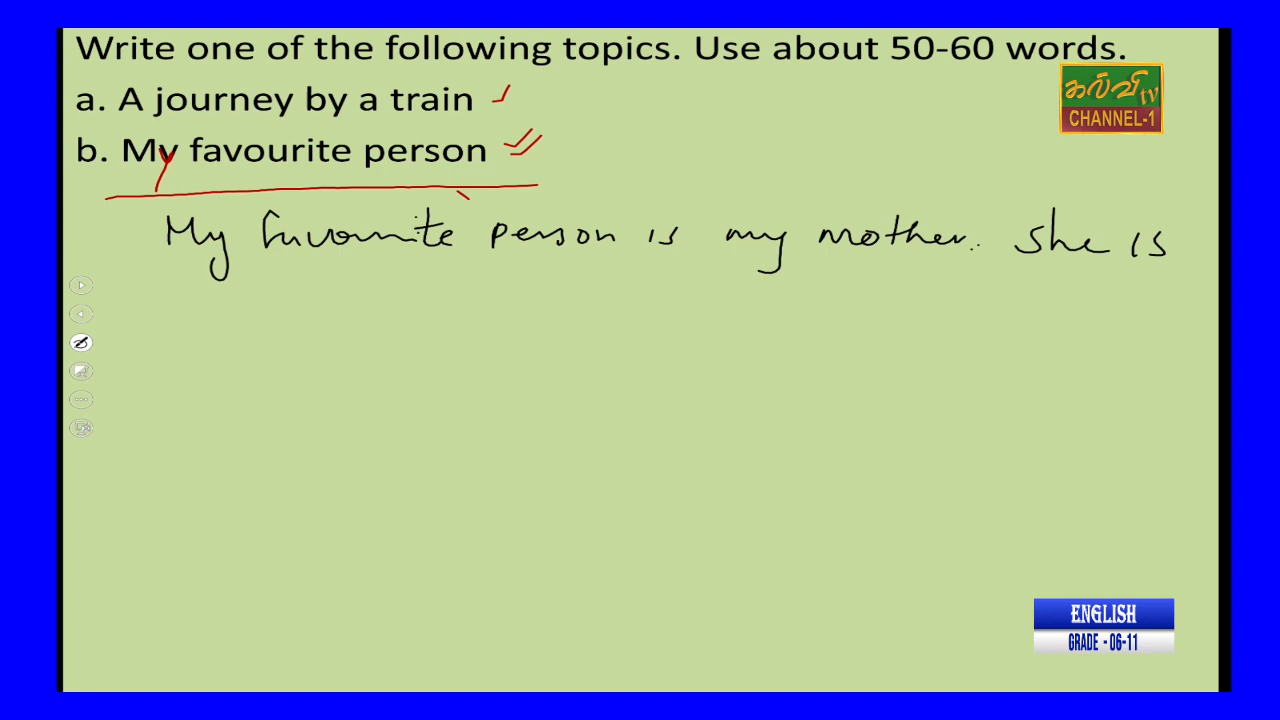 Write one of the following topics. Use about 50-60 words.
a. A journey by a train
b. My favourite person
My favourite person is my mother. She is
கல்வி tv
CHANNEL-1
ENGLISH
GRADE - 06-11